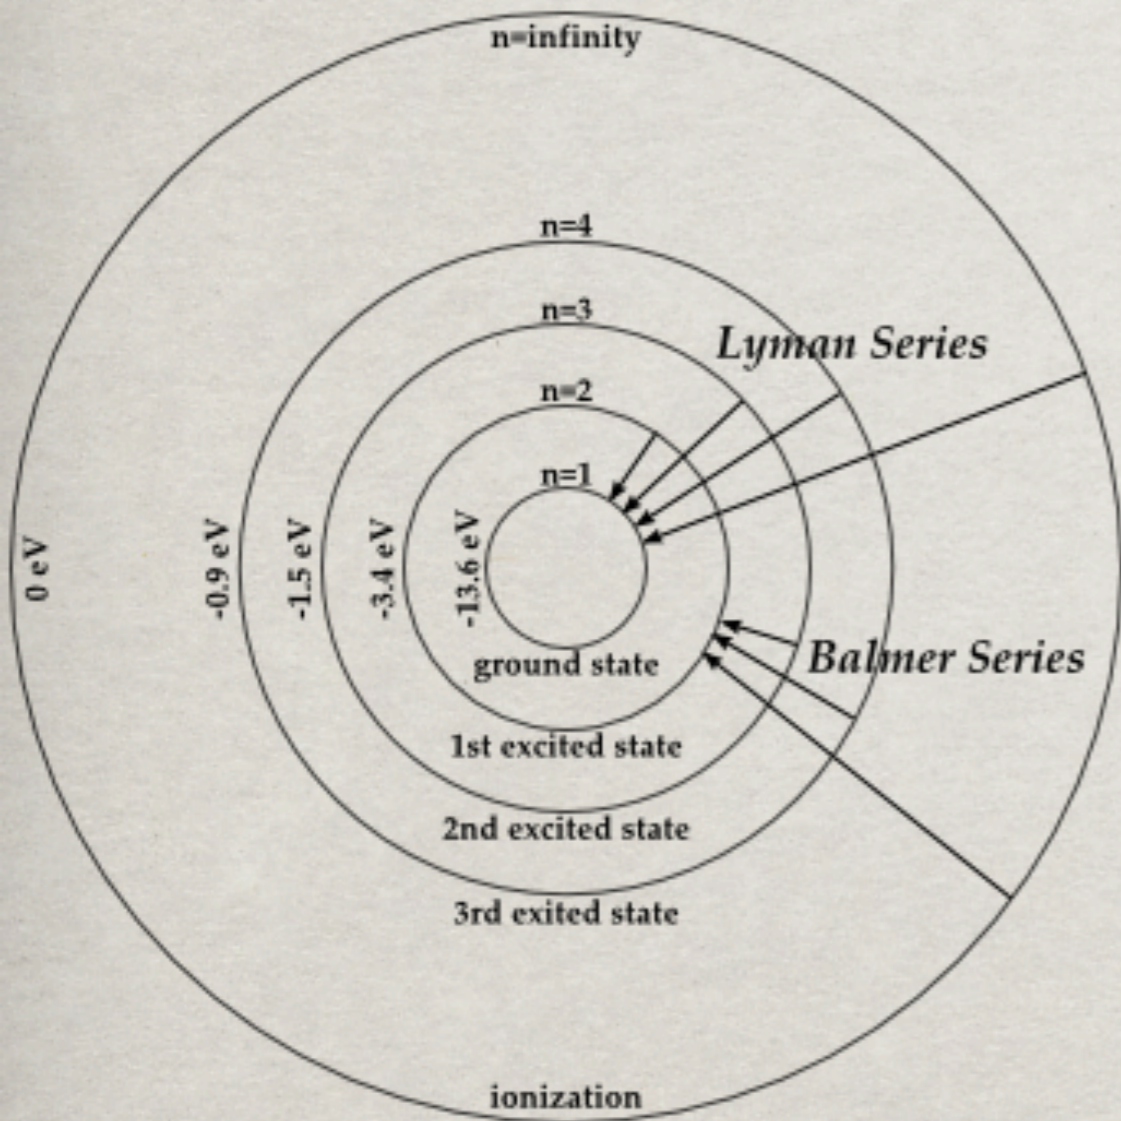 n=infinity
n=4
n=3
Lyman Series
n=2
n=1
0 eV
-0.9 eV
-1.5 eV
-3.4 eV
-13.6 eV
ground state
Balmer Series
1st excited state
2nd excited state
3rd exited state
ionization